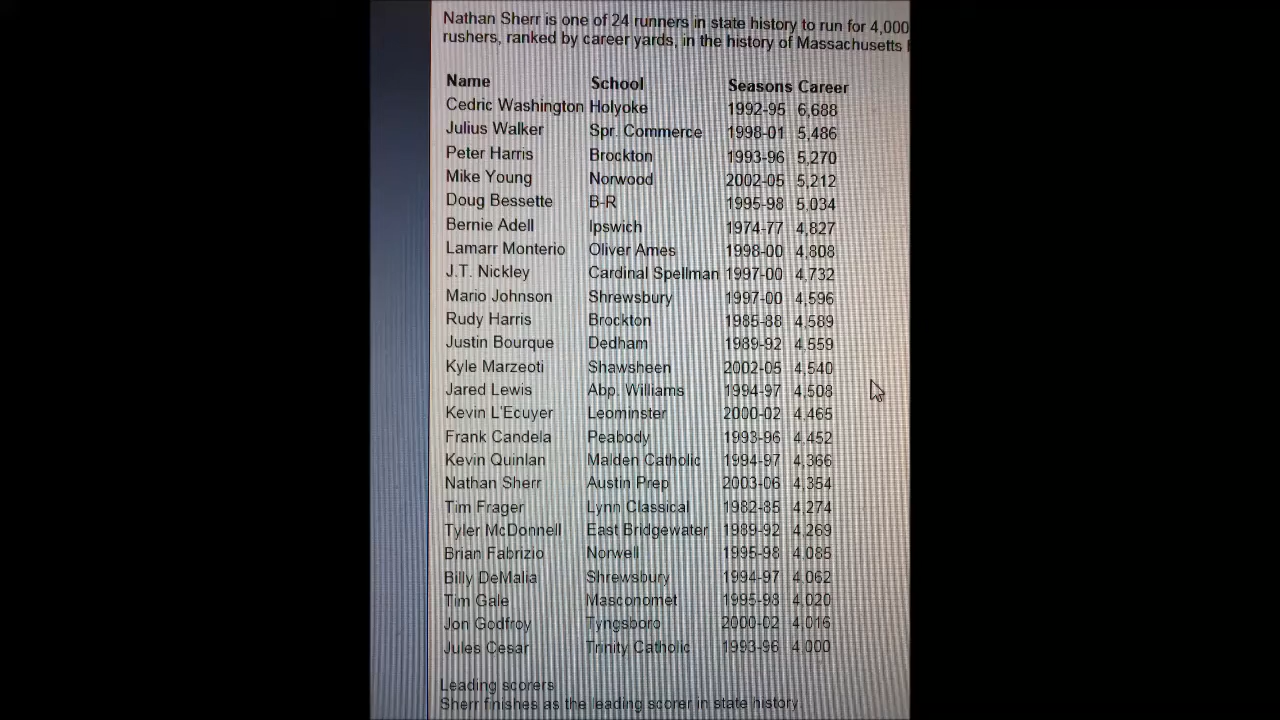 Nathan Sherr is one of 24 runners in state history to run for 4,000
rushers, ranked by career yards, in the history of Massachusetts
Name School Seasons Career
Cedric Washington Holyoke 1992-95 6,688
Julius Walker Spr. Commerce 1998-01 5,486
Peter Harris Brockton 1993-96 5,270
Mike Young Norwood 2002-05 5,212
Doug Bessette B-R 1995-98 5,034
Bernie Adell Ipswich 1974-77 4,827
Lamarr Monterio Oliver Ames 1998-00 4,808
J.T. Nickley Cardinal Spellman 1997-00 4,732
Mario Johnson Shrewsbury 1997-00 4,596
Rudy Harris Brockton 1985-88 4,589
Justin Bourque Dedham 1989-92 4,559
Kyle Marzeoti Shawsheen 2002-05 4,540
Jared Lewis Abp. Williams 1994-97 4,508
Kevin L'Ecuyer Leominster 2000-02 4,465
Frank Candela Peabody 1993-96 4,452
Kevin Quinlan Malden Catholic 1994-97 4,366
Nathan Sherr Austin Prep 2003-06 4,354
Tim Frager Lynn Classical 1982-85 4,274
Tyler McDonnell East Bridgewater 1989-92 4,269
Brian Fabrizio Norwell 1995-98 4,085
Billy DeMalia Shrewsbury 1994-97 4,062
Tim Gale Masconomet 1995-98 4,020
Jon Godfroy Tyngsboro 2000-02 4,016
Jules Cesar Trinity Catholic 1993-96 4,000
Leading scorers
Sherr finishes as the leading scorer in state history.